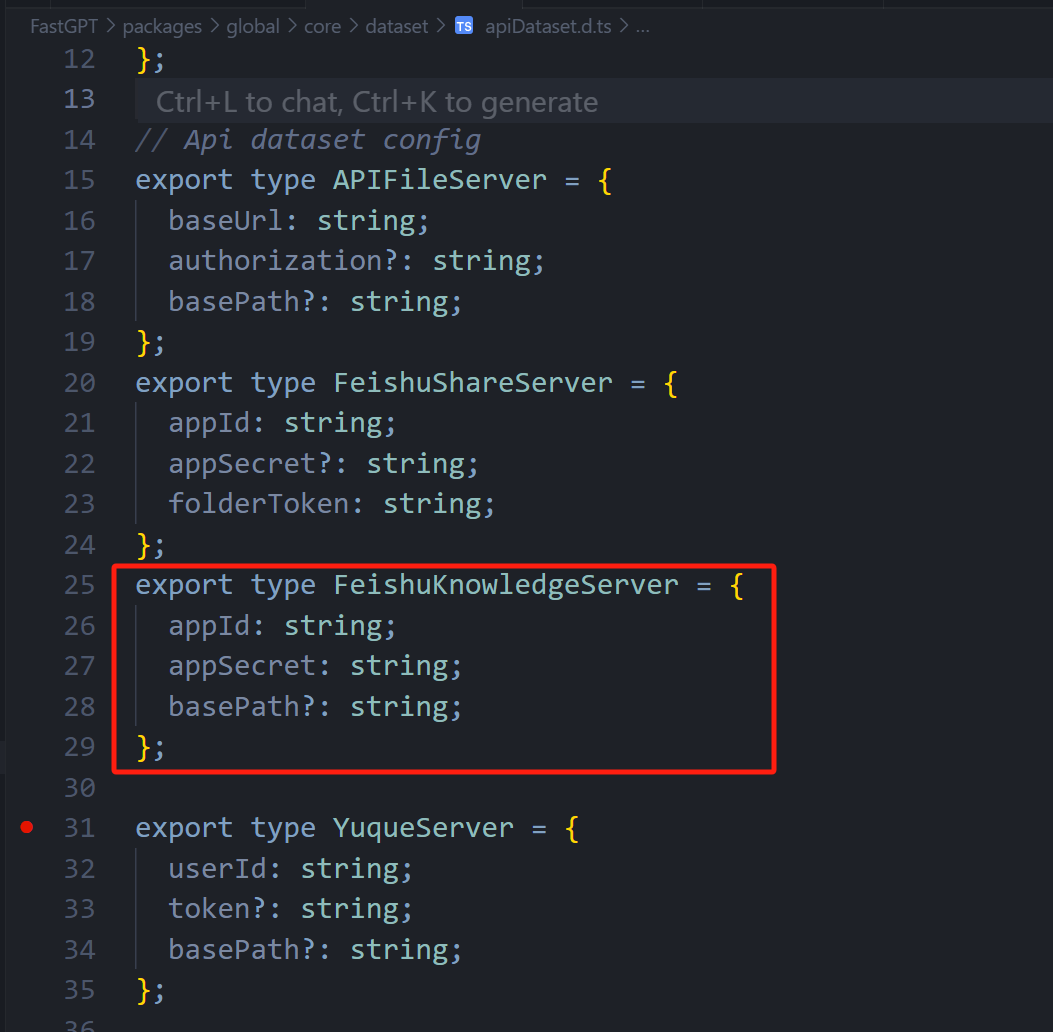 FastGPT > packages > global > core > dataset > TS apiDataset.d.ts > ...
12 };
13 Ctrl+L to chat, Ctrl+K to generate
14 // Api dataset config
15 export type APIFileServer = {
16 baseUrl: string;
17 authorization?: string;
18 basePath?: string;
19 };
20 export type FeishuShareServer = {
21 appId: string;
22 appSecret?: string;
23 folderToken: string;
24 };
25 export type FeishuKnowledgeServer = {
26 appId: string;
27 appSecret: string;
28 basePath?: string;
29 };
30
31 export type YuqueServer = {
32 userId: string;
33 token?: string;
34 basePath?: string;
35 };
36